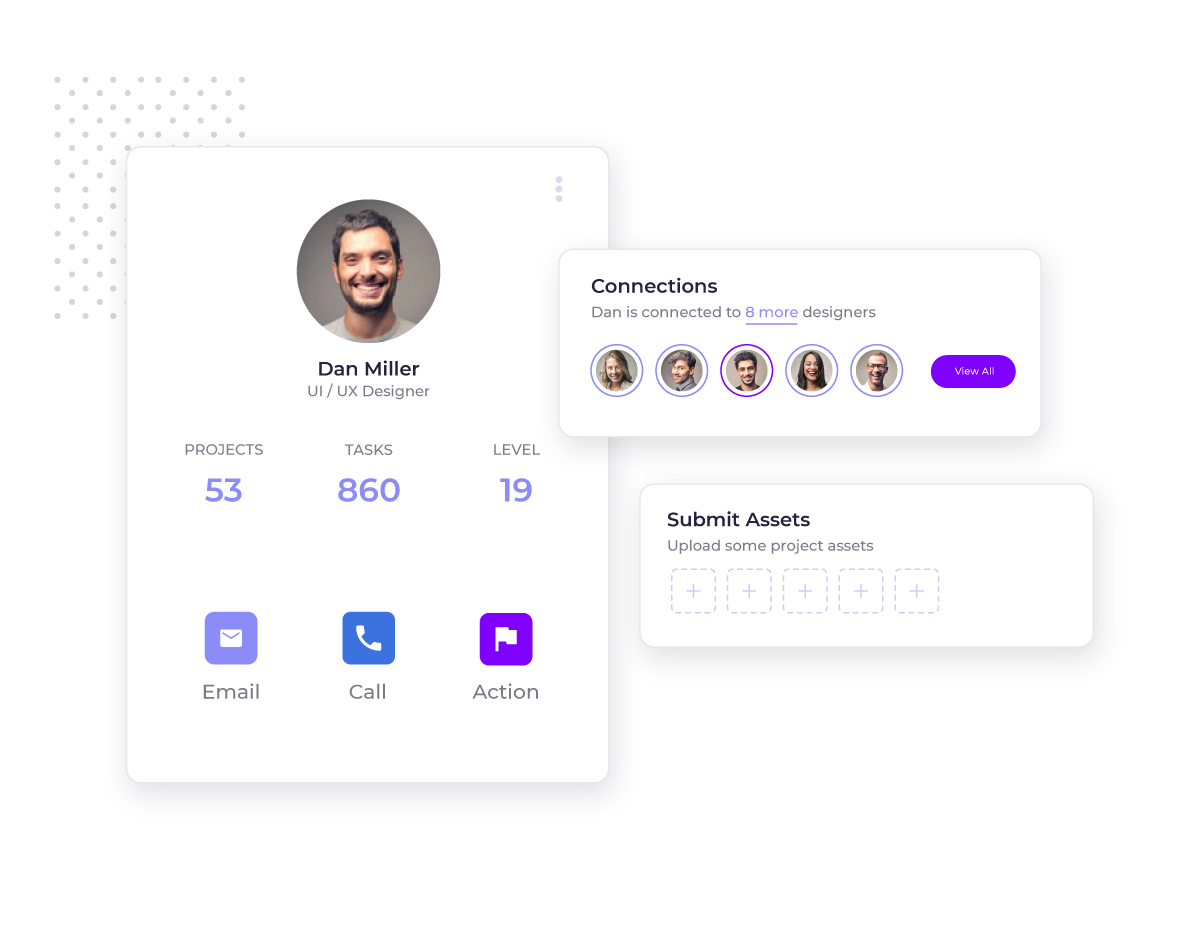 Dan Miller
UI / UX Designer
PROJECTS TASKS LEVEL
53 860 19
Email Call Action
Connections
Dan is connected to 8 more designers
View All
Submit Assets
Upload some project assets